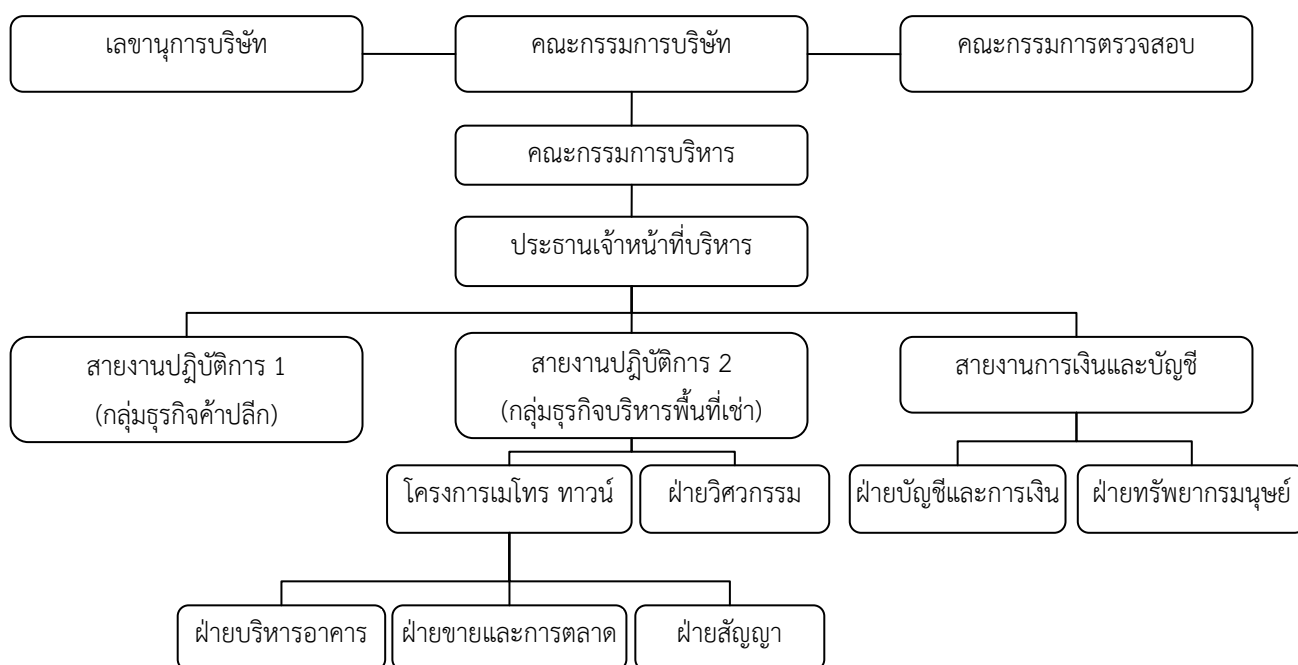 เลขานุการบริษัท
คณะกรรมการบริษัท
คณะกรรมการตรวจสอบ
คณะกรรมการบริหาร
ประธานเจ้าหน้าที่บริหาร
สายงานปฎิบัติการ 1
(กลุ่มธุรกิจค้าปลีก)
สายงานปฎิบัติการ 2
(กลุ่มธุรกิจบริหารพื้นที่เช่า)
สายงานการเงินและบัญชี
โครงการเมโทร ทาวน์
ฝ่ายวิศวกรรม
ฝ่ายบัญชีและการเงิน
ฝ่ายทรัพยากรมนุษย์
ฝ่ายบริหารอาคาร
ฝ่ายขายและการตลาด
ฝ่ายสัญญา